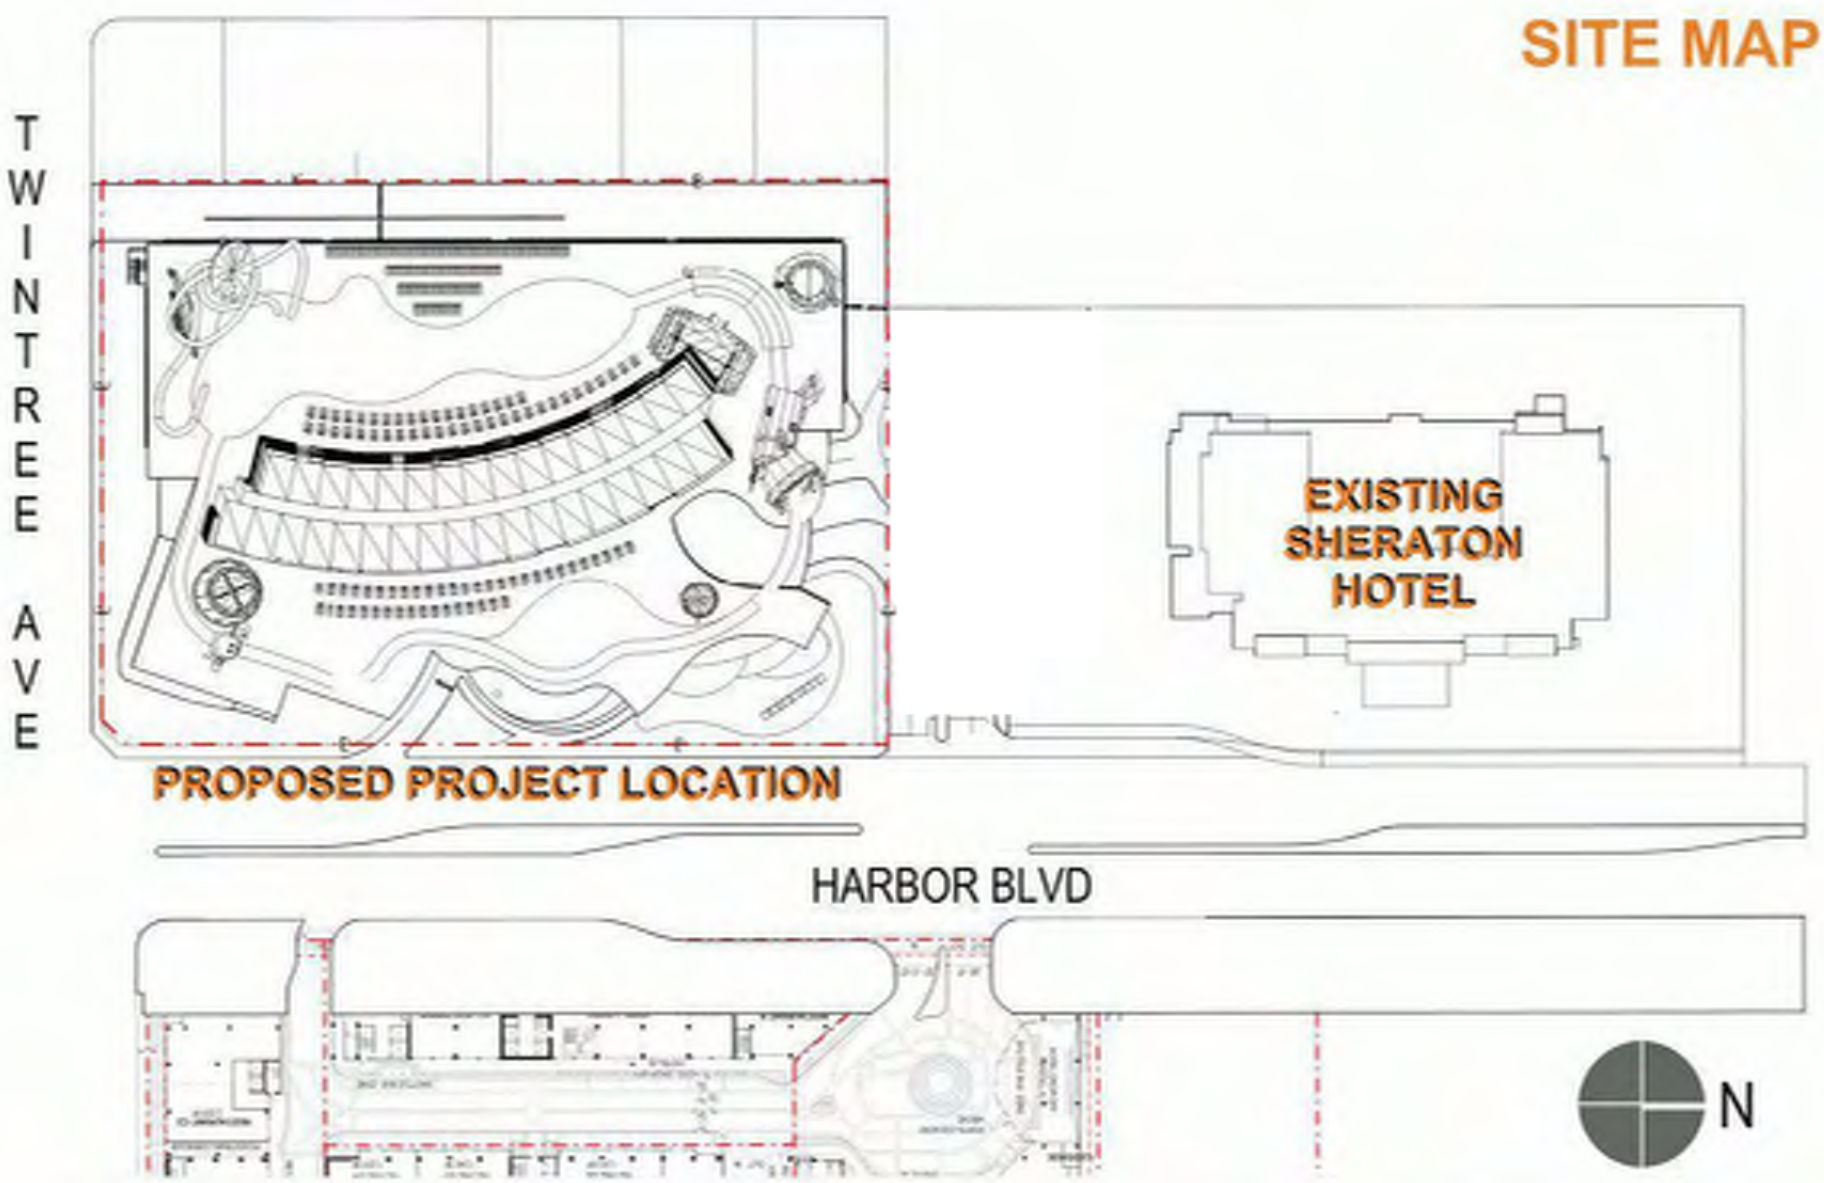 SITE MAP
TWINTREE AVE
EXISTING
SHERATON
HOTEL
PROPOSED PROJECT LOCATION
HARBOR BLVD
N